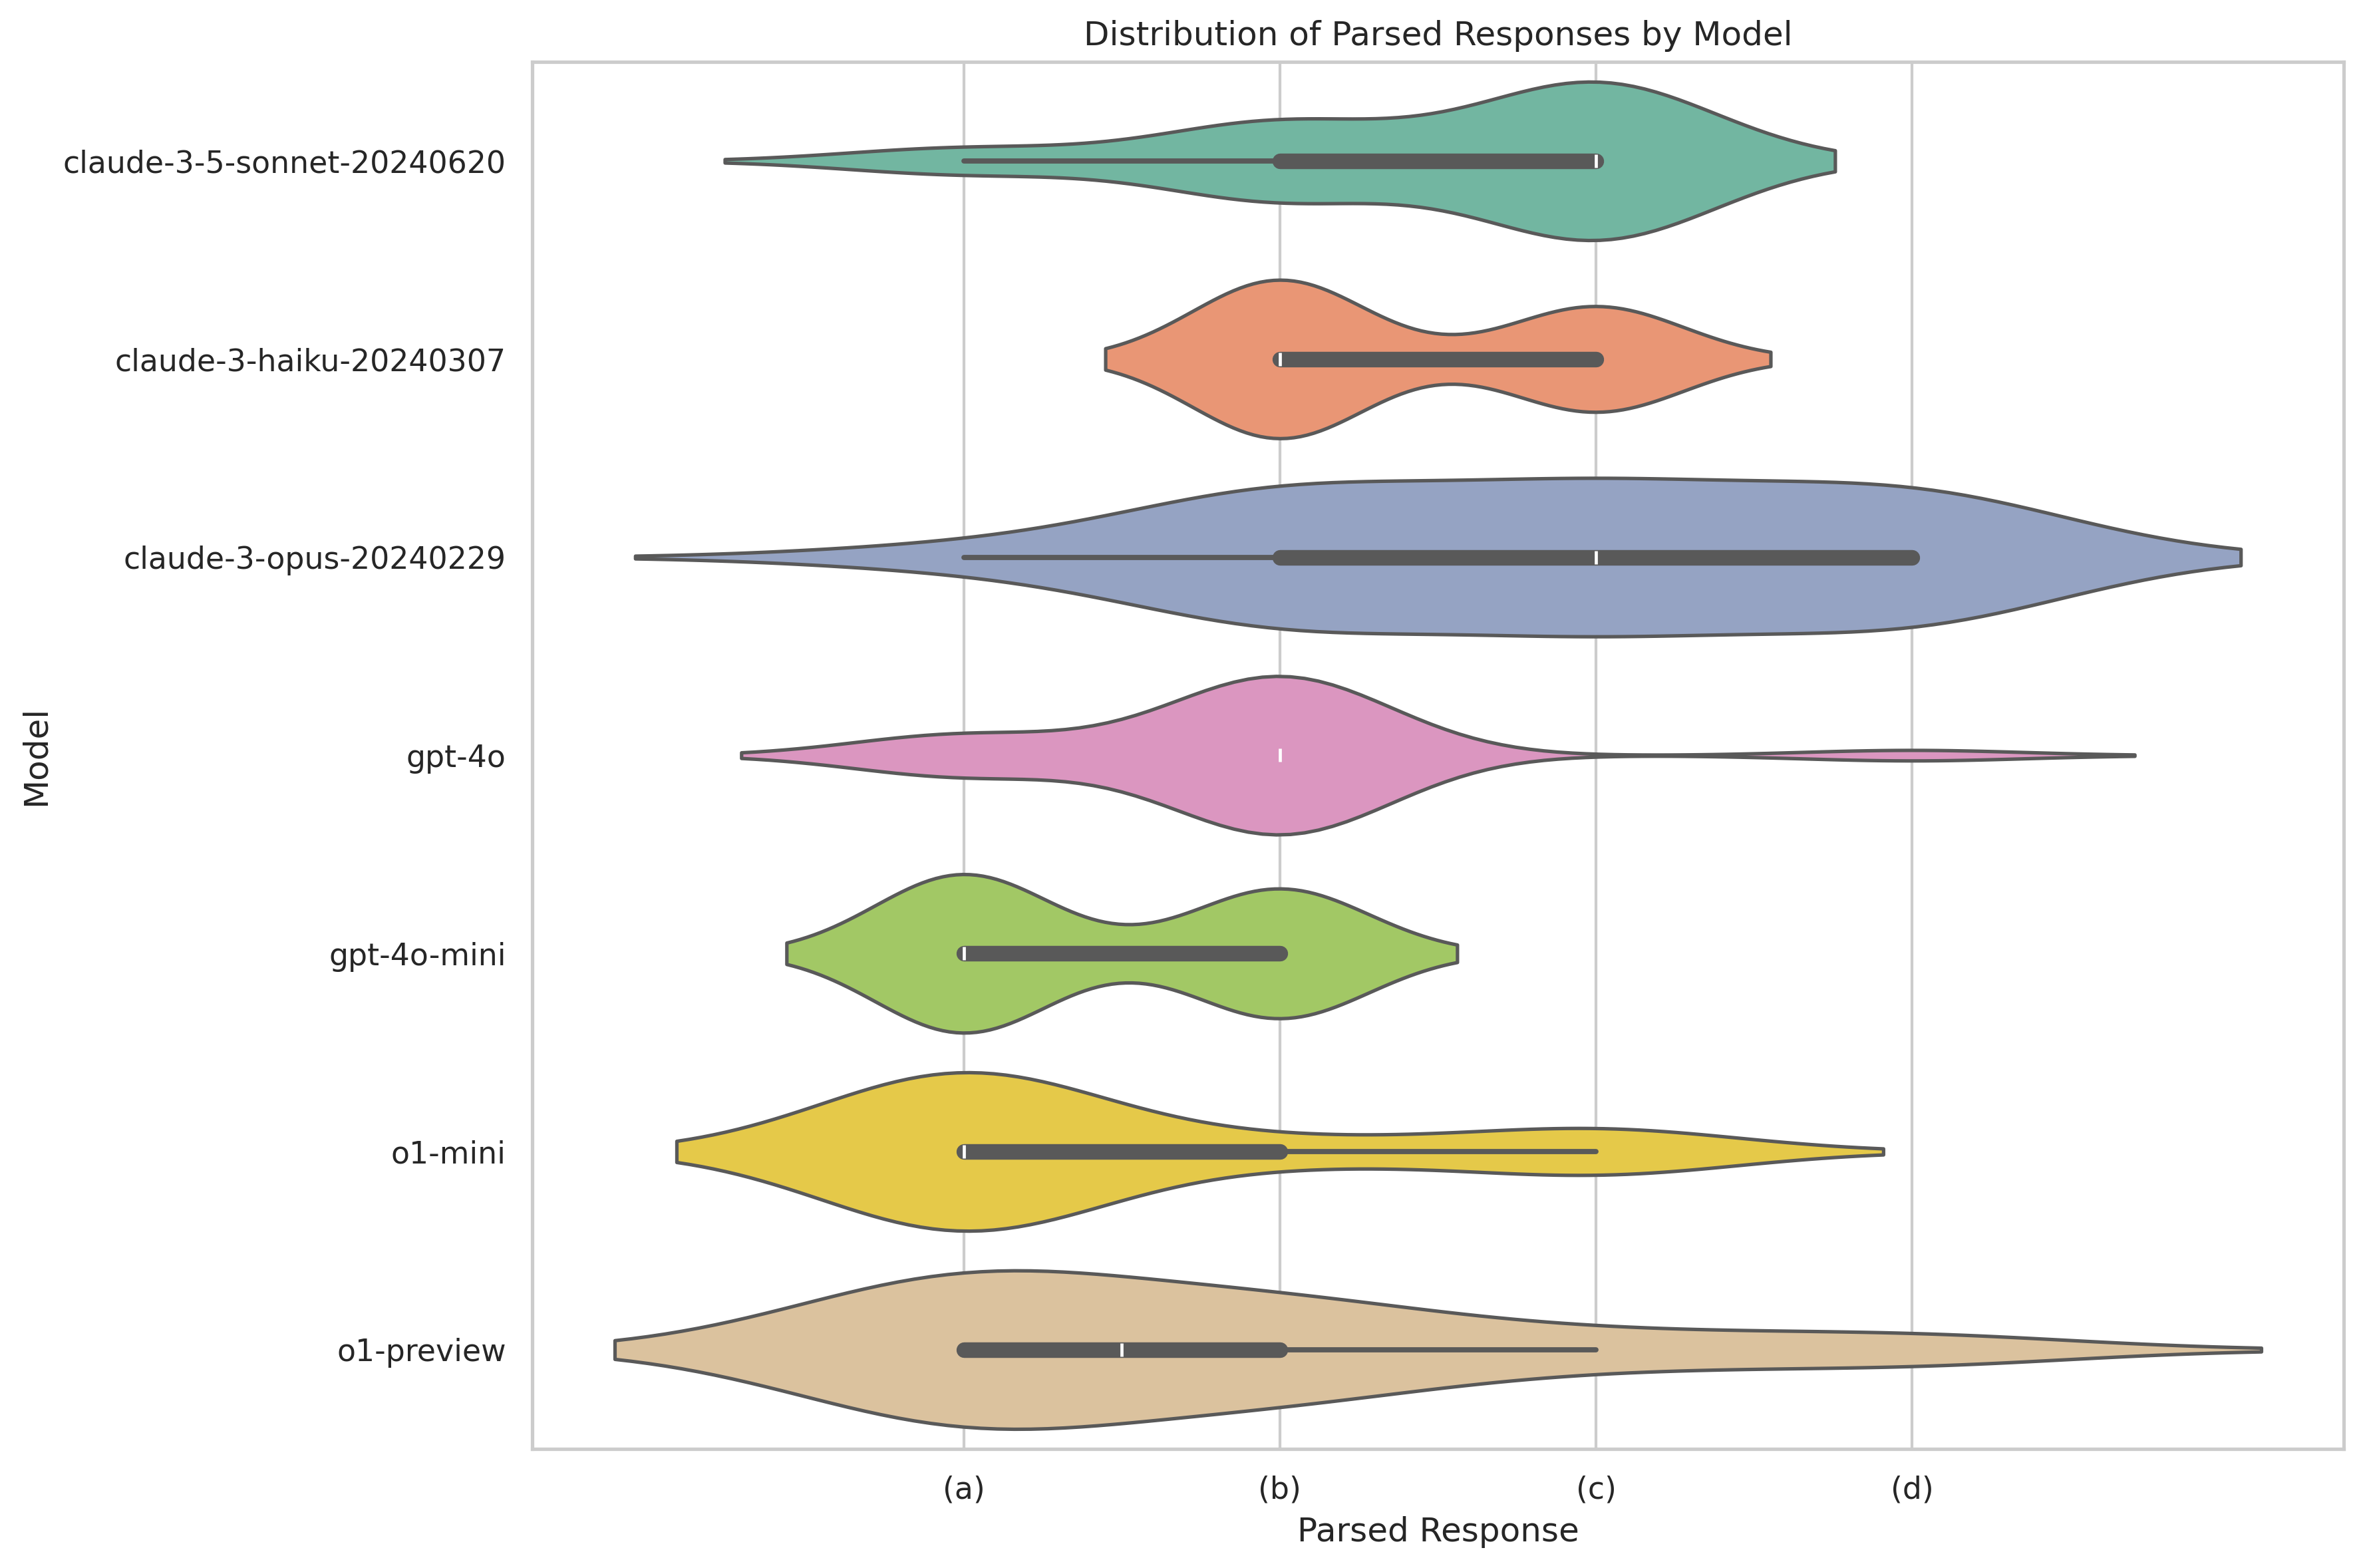 Distribution of Parsed Responses by Model
claude-3-5-sonnet-20240620
claude-3-haiku-20240307
claude-3-opus-20240229
gpt-4o
gpt-4o-mini
o1-mini
o1-preview
Model
(a) (b) (c) (d)
Parsed Response